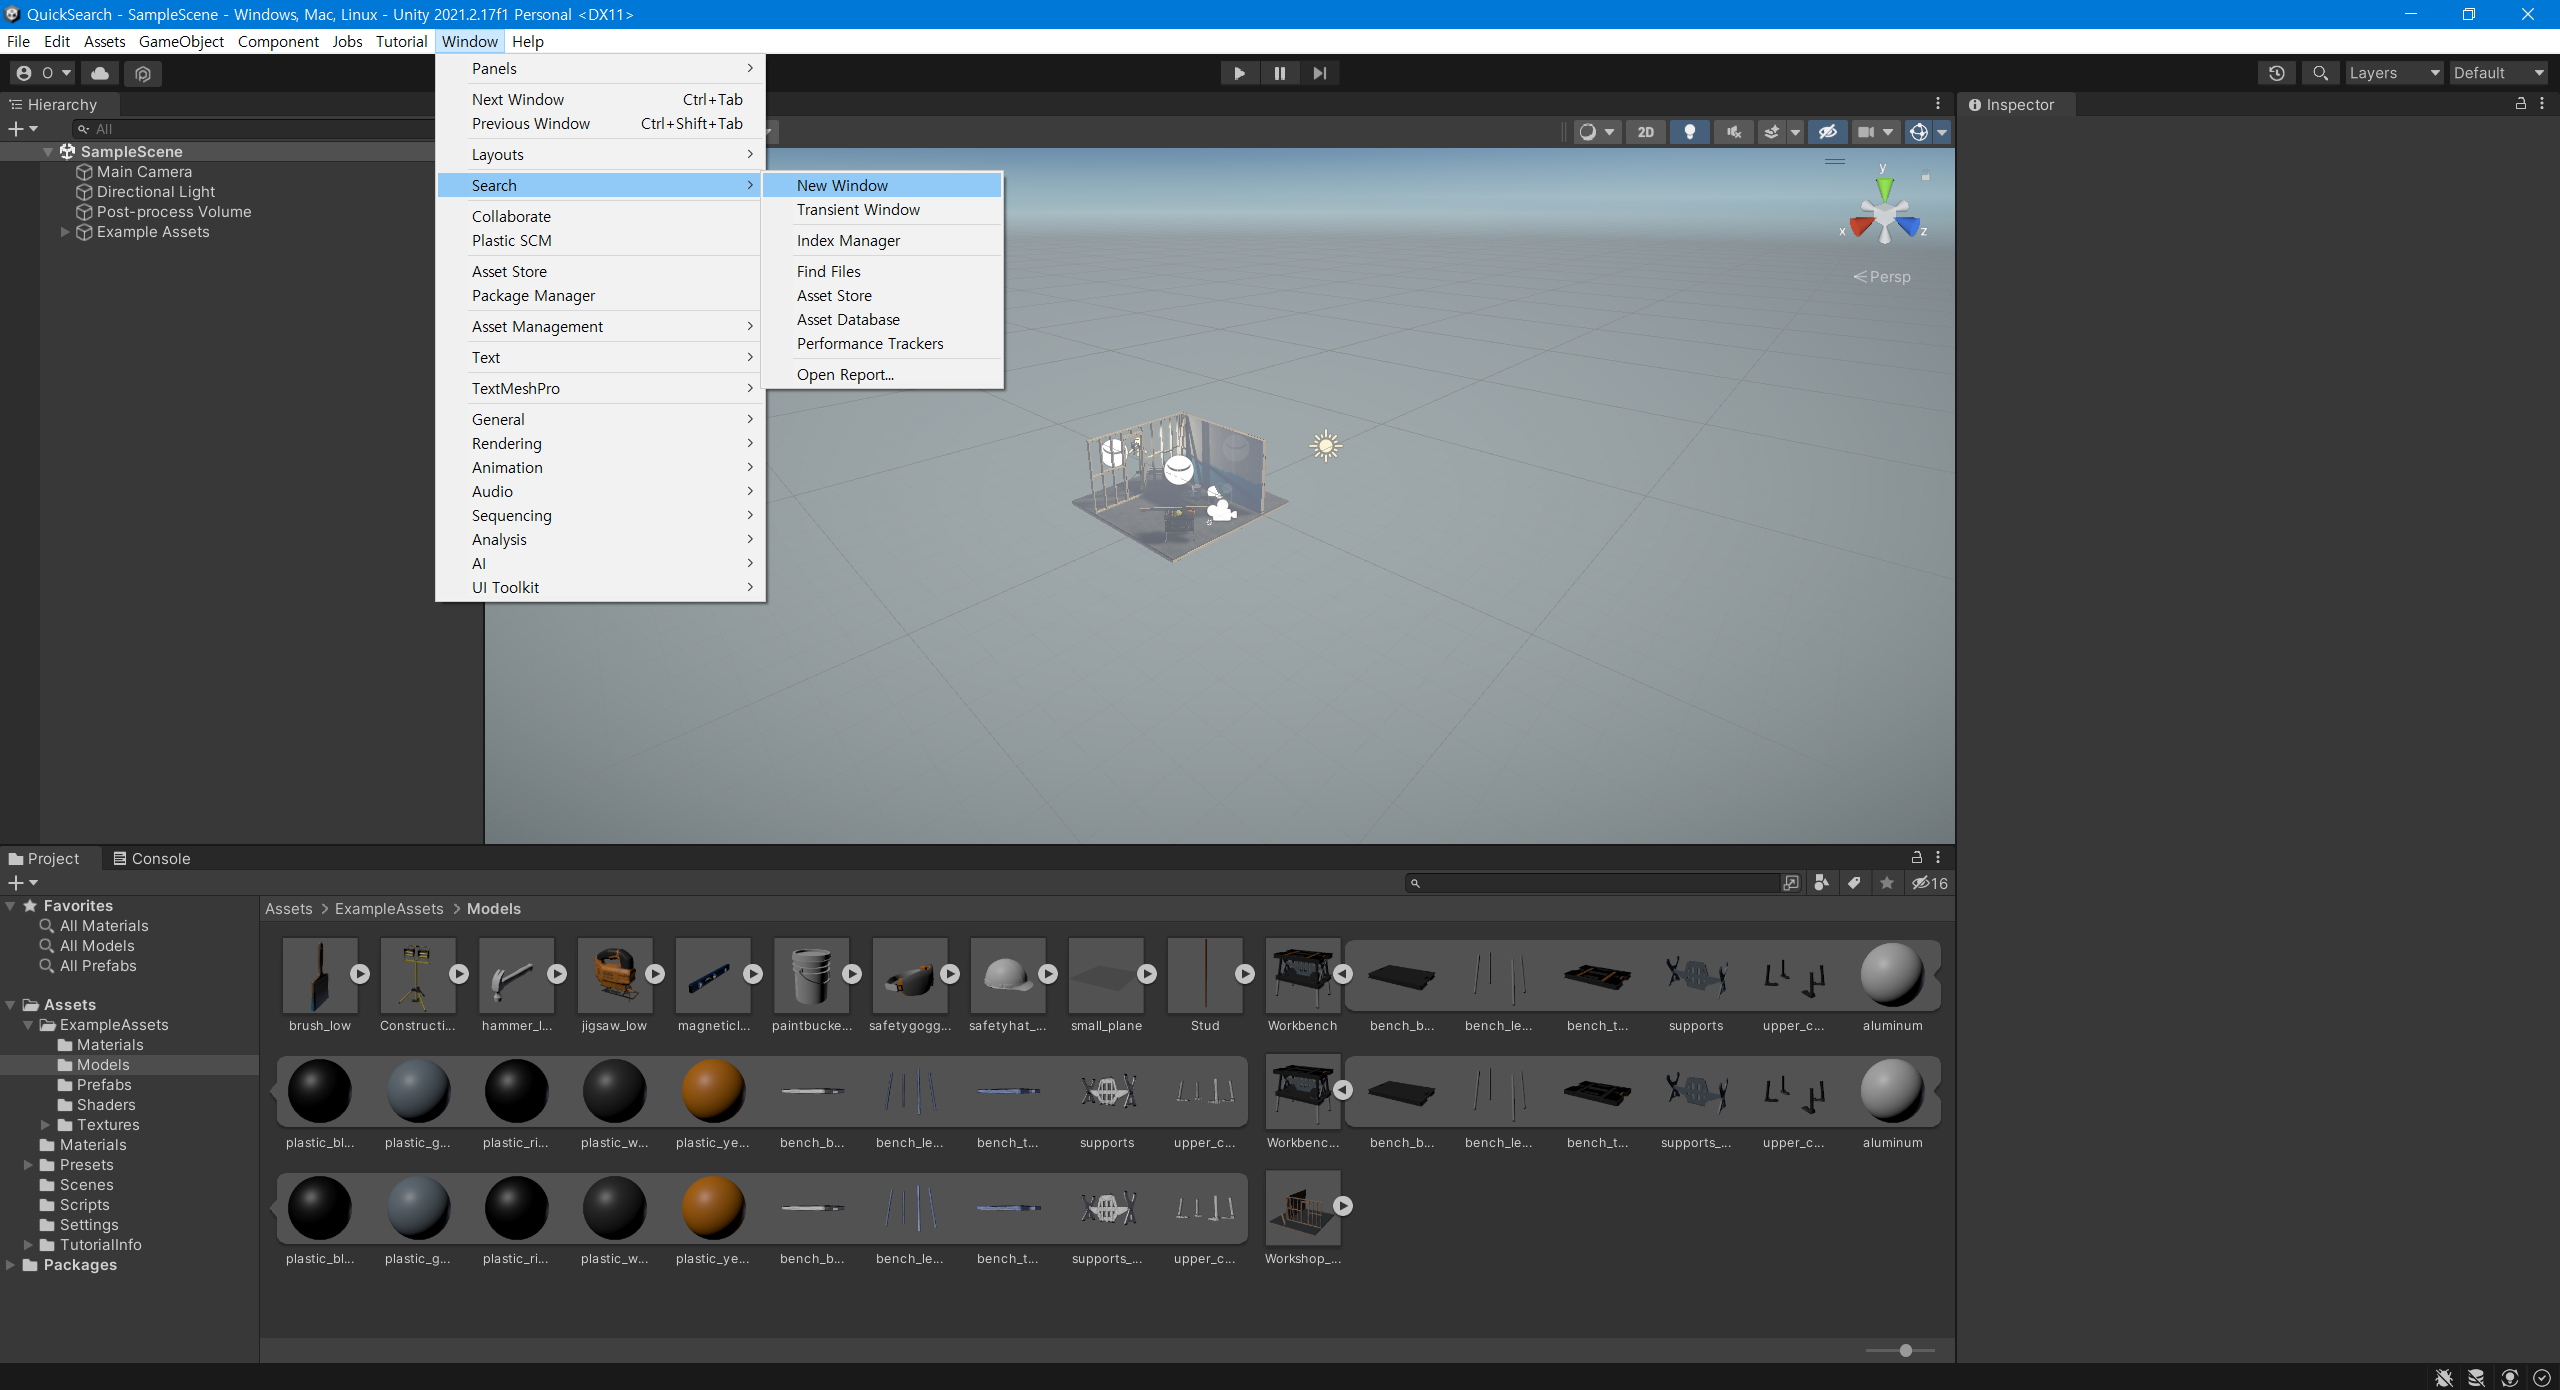 QuickSearch - SampleScene - Windows, Mac, Linux - Unity 2021.2.17f1 Personal <DX11>
File Edit Assets GameObject Component Jobs Tutorial Window Help
O
Layers
Default
Hierarchy
All
SampleScene
Main Camera
Directional Light
Post-process Volume
Example Assets
Panels
Next Window Ctrl+Tab
Previous Window Ctrl+Shift+Tab
Layouts
Search
Collaborate
Plastic SCM
Asset Store
Package Manager
Asset Management
Text
TextMeshPro
General
Rendering
Animation
Audio
Sequencing
Analysis
AI
UI Toolkit
New Window
Transient Window
Index Manager
Find Files
Asset Store
Asset Database
Performance Trackers
Open Report...
2D
y
x
z
Persp
Inspector
Project
Console
16
Favorites
All Materials
All Models
All Prefabs
Assets
ExampleAssets
Materials
Models
Prefabs
Shaders
Textures
Materials
Presets
Scenes
Scripts
Settings
TutorialInfo
Packages
Assets > ExampleAssets > Models
brush_low Constructi... hammer_l... jigsaw_low magneticl... paintbucke... safetygogg... safetyhat_... small_plane Stud Workbench bench_b... bench_le... bench_t... supports upper_c... aluminum
plastic_bl... plastic_g... plastic_ri... plastic_w... plastic_ye... bench_b... bench_le... bench_t... supports upper_c... Workbenc... bench_b... bench_le... bench_t... supports_... upper_c... aluminum
plastic_bl... plastic_g... plastic_ri... plastic_w... plastic_ye... bench_b... bench_le... bench_t... supports_... upper_c... Workshop_...